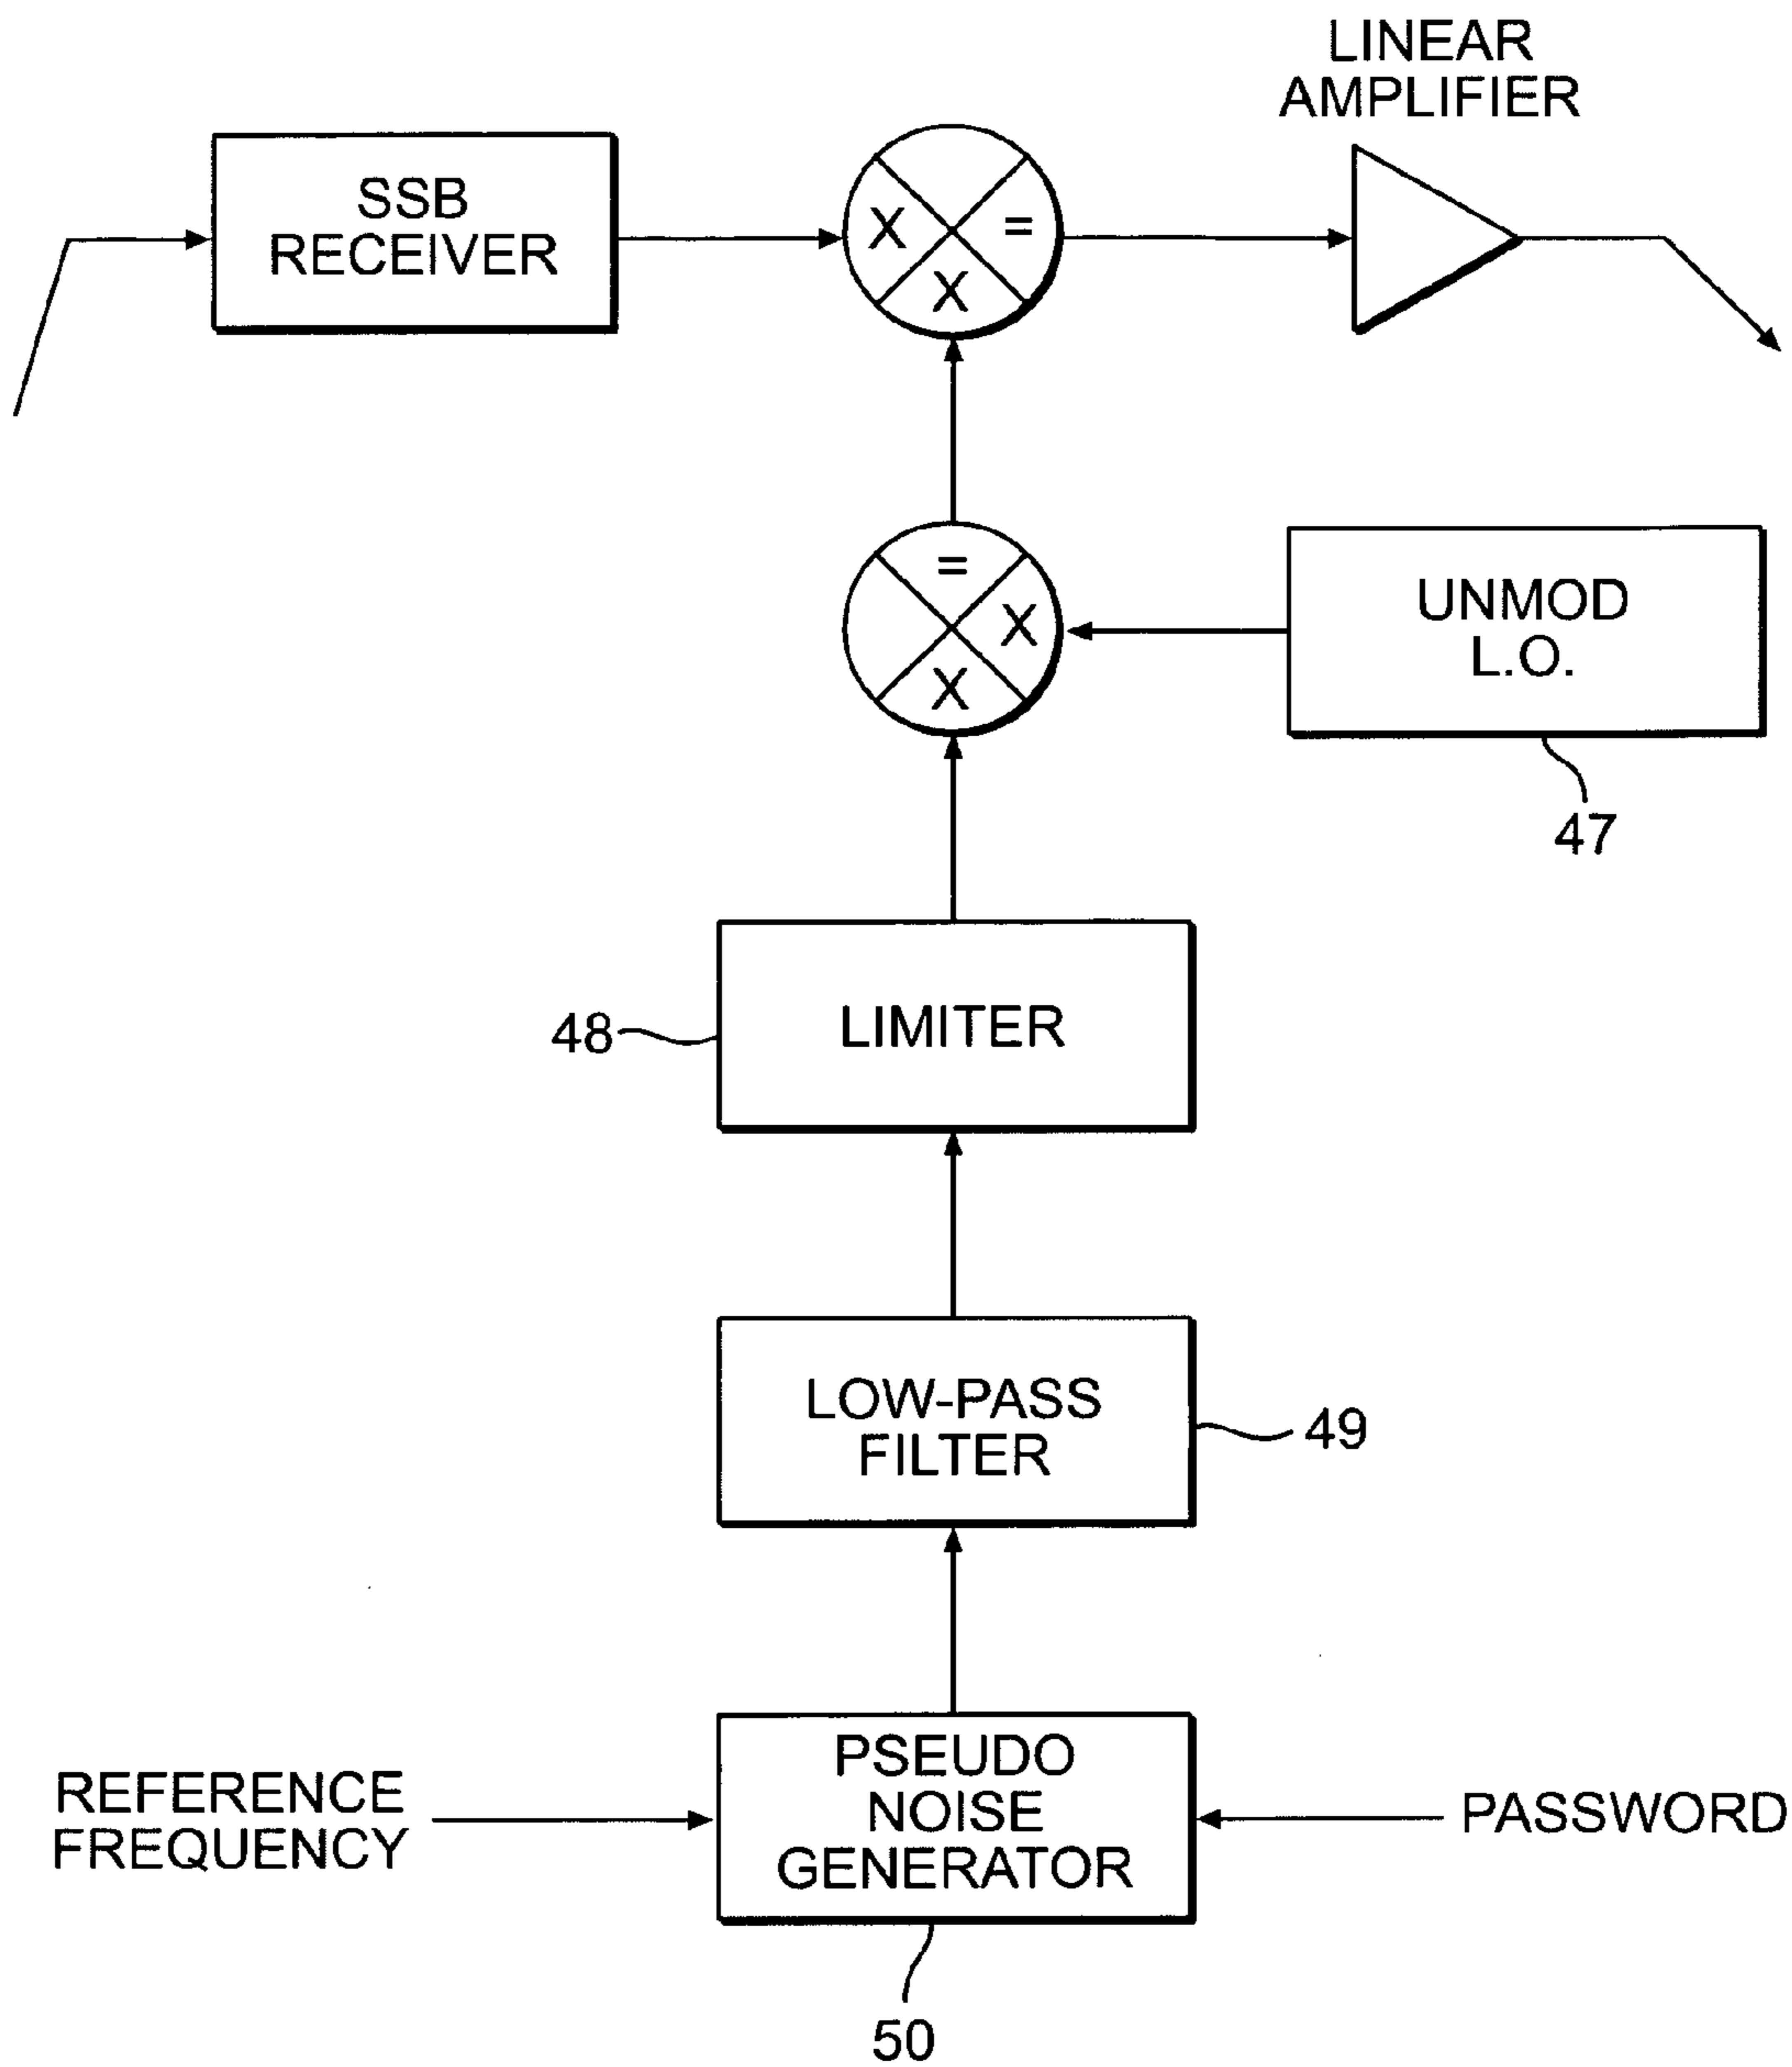 LINEAR
AMPLIFIER
SSB
RECEIVER
X
=
X
=
X
X
UNMOD
L.O.
47
48
LIMITER
LOW-PASS
FILTER
49
REFERENCE
FREQUENCY
PSEUDO
NOISE
GENERATOR
PASSWORD
50